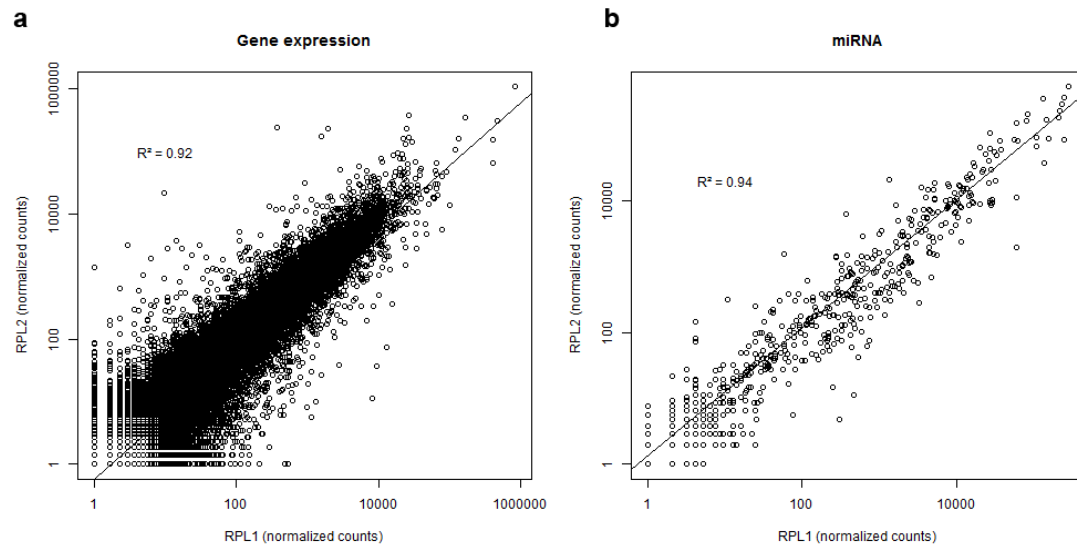 a
Gene expression
R² = 0.92
RPL2 (normalized counts)
1
100
10000
1000000
1
100
10000
1000000
RPL1 (normalized counts)
b
miRNA
R² = 0.94
RPL2 (normalized counts)
1
100
10000
1
100
10000
RPL1 (normalized counts)